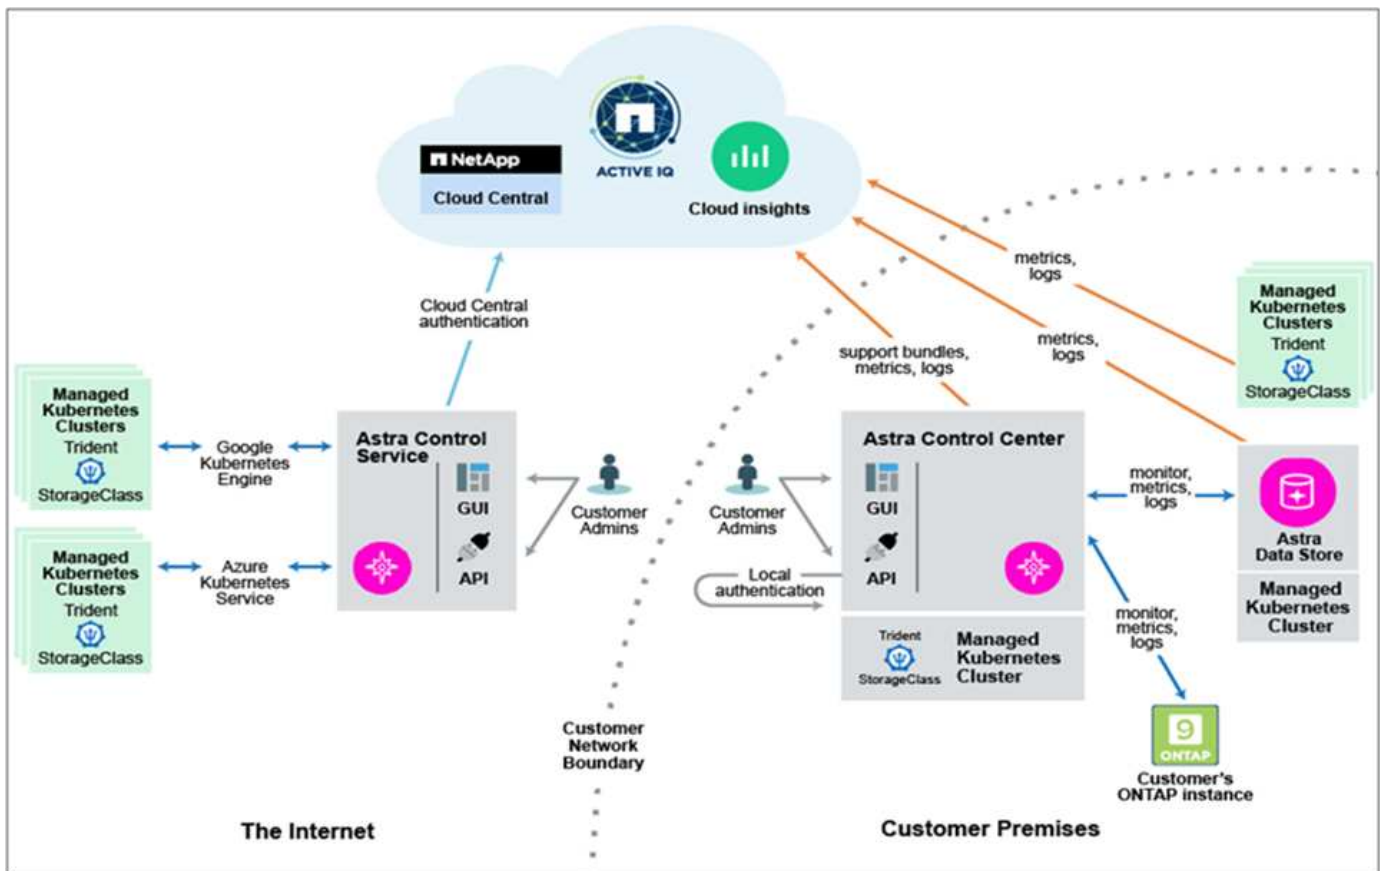 NetApp
Cloud Central
ACTIVE IQ
Cloud insights
Cloud Central
authentication
metrics,
logs
metrics,
logs
support bundles,
metrics, logs
Managed
Kubernetes
Clusters
Trident
StorageClass
Managed
Kubernetes
Clusters
Trident
StorageClass
Google
Kubernetes
Engine
Managed
Kubernetes
Clusters
Trident
StorageClass
Azure
Kubernetes
Service
Astra Control
Service
GUI
API
Customer
Admins
Customer
Admins
Local
authentication
Astra Control Center
GUI
API
Trident
StorageClass
Managed
Kubernetes
Cluster
monitor,
metrics,
logs
Astra
Data Store
Managed
Kubernetes
Cluster
monitor,
metrics,
logs
9
ONTAP
Customer's
ONTAP instance
Customer
Network
Boundary
The Internet
Customer Premises